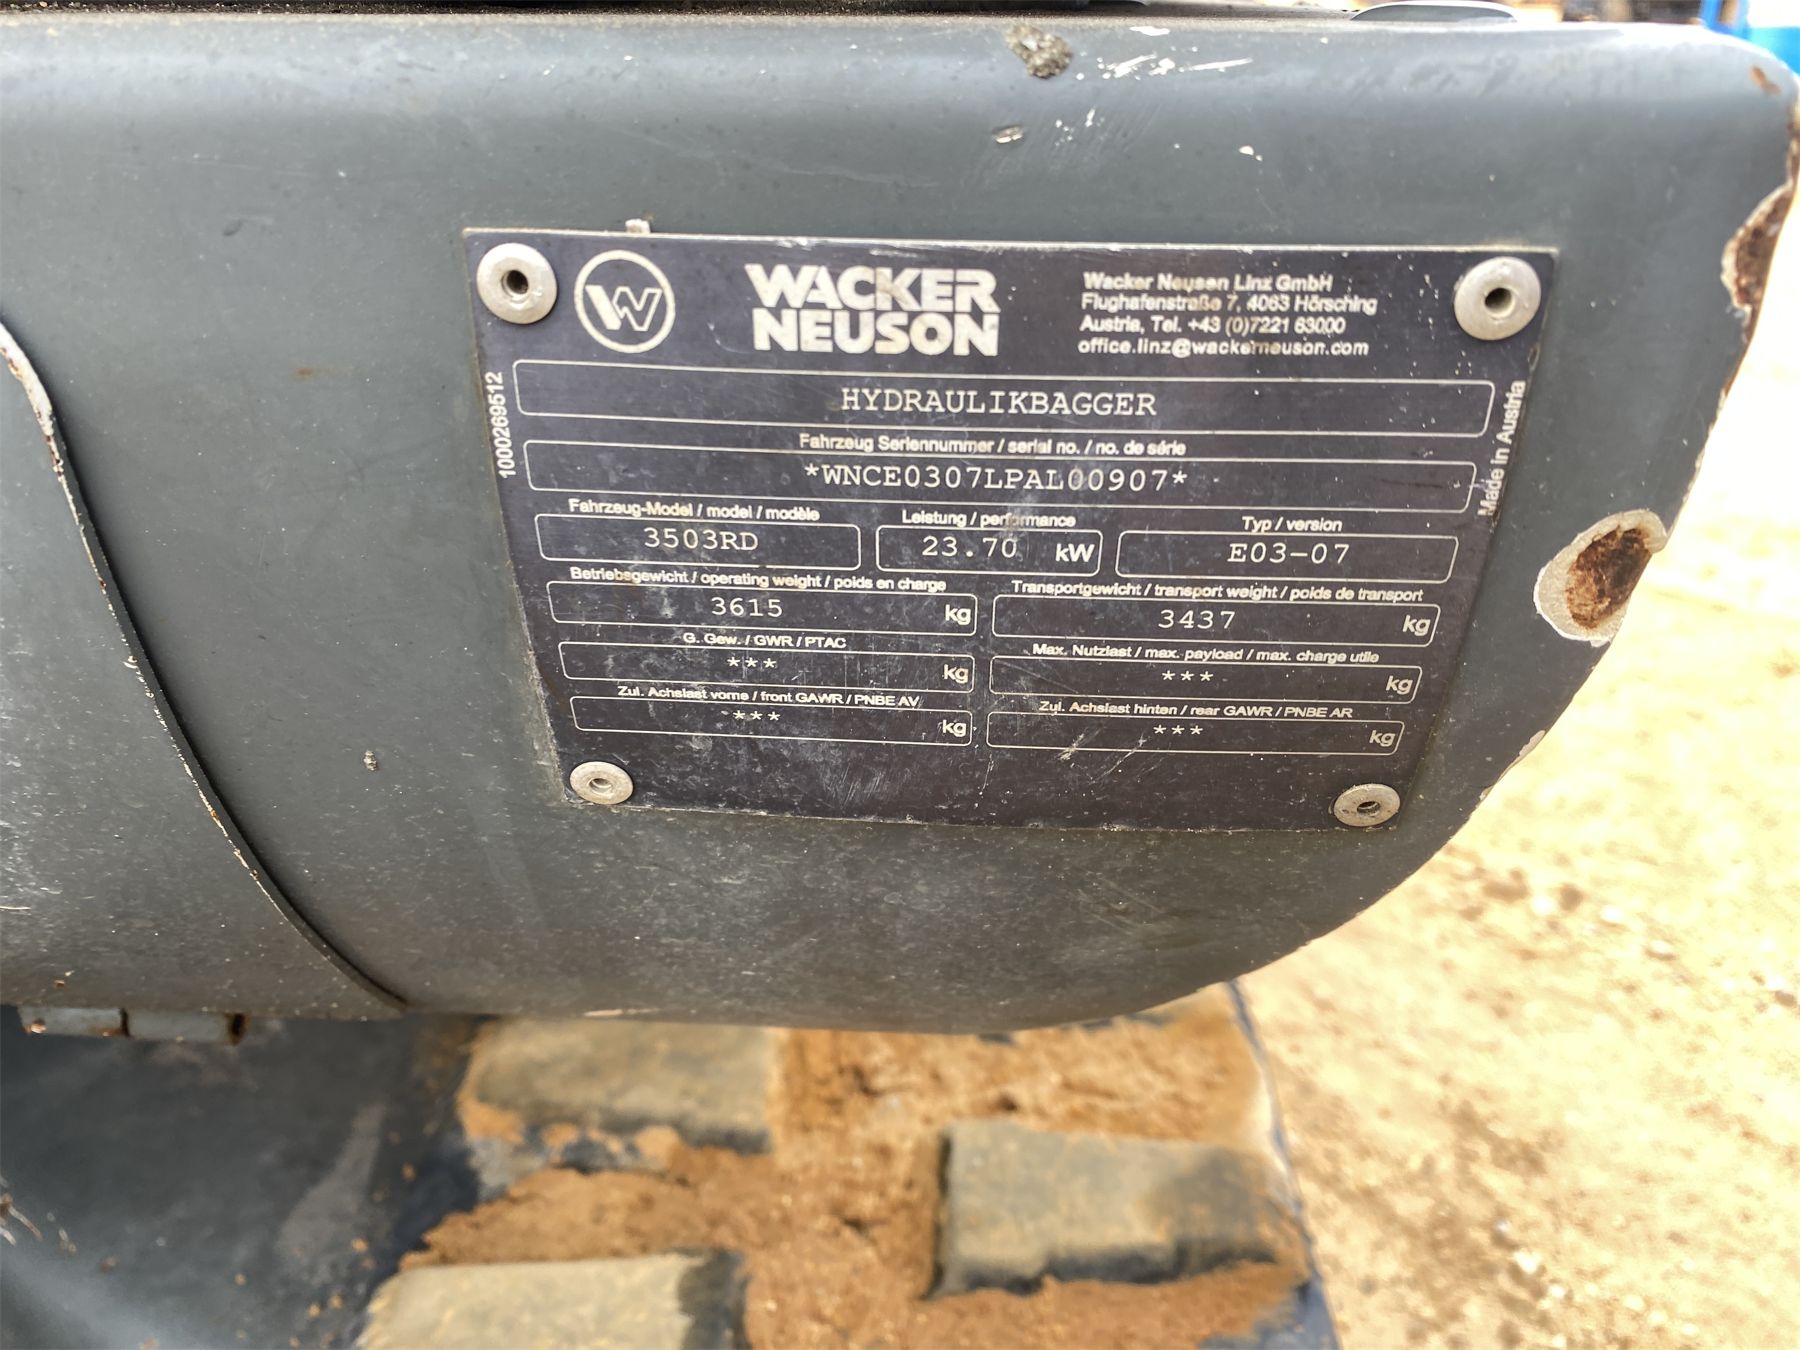 W
WACKER
NEUSON
Wacker Neuson Linz GmbH
Flughafenstraße 7, 4063 Hörsching
Austria, Tel. +43 (0)7221 63000
office.linz@wackerneuson.com
1000269512
HYDRAULIKBAGGER
Made in Austria
Fahrzeug Seriennummer / serial no. / no. de série
*WNCE0307LPAL00907*
Fahrzeug-Model / model / modèle
3503RD
Leistung / performance
23.70 kW
Typ / version
E03-07
Betriebsgewicht / operating weight / poids en charge
3615 kg
Transportgewicht / transport weight / poids de transport
3437 kg
G. Gew. / GWR / PTAC
*** kg
Max. Nutzlast / max. payload / max. charge utile
*** kg
Zul. Achslast vorne / front GAWR / PNBE AV
*** kg
Zul. Achslast hinten / rear GAWR / PNBE AR
*** kg